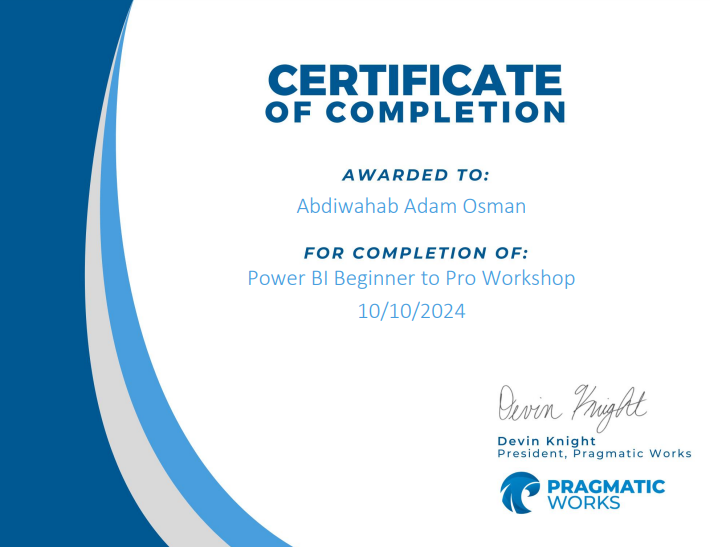 CERTIFICATE
OF COMPLETION
AWARDED TO:
Abdiwahab Adam Osman
FOR COMPLETION OF:
Power BI Beginner to Pro Workshop
10/10/2024
Devin Knight
Devin Knight
President, Pragmatic Works
PRAGMATIC
WORKS